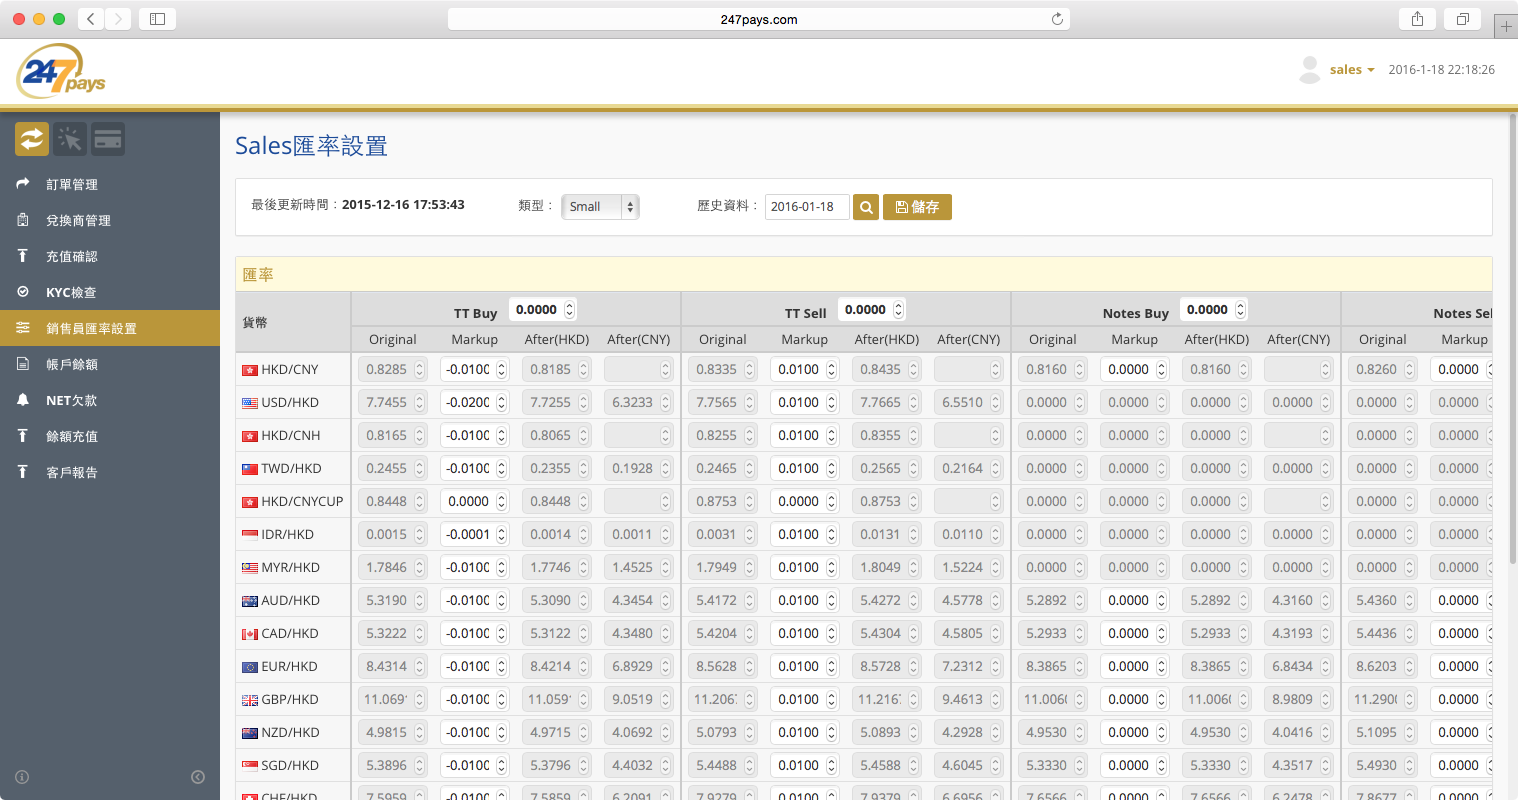 247pays.com
247pays
sales 2016-1-18 22:18:26
Sales匯率設置
訂單管理
兌換商管理
充值確認
KYC檢查
銷售員匯率設置
帳戶餘額
NET欠款
餘額充值
客戶報告
最後更新時間：2015-12-16 17:53:43 類型： Small 歷史資料： 2016-01-18 儲存
匯率
貨幣 TT Buy 0.0000 TT Sell 0.0000 Notes Buy 0.0000 Notes Sel
Original Markup After(HKD) After(CNY) Original Markup After(HKD) After(CNY) Original Markup After(HKD) After(CNY) Original Markup
HKD/CNY 0.8285 -0.0100 0.8185 0.8335 0.0100 0.8435 0.8160 0.0000 0.8160 0.8260 0.0000
USD/HKD 7.7455 -0.0200 7.7255 6.3233 7.7565 0.0100 7.7665 6.5510 0.0000 0.0000 0.0000 0.0000 0.0000 0.0000
HKD/CNH 0.8165 -0.0100 0.8065 0.8255 0.0100 0.8355 0.0000 0.0000 0.0000 0.0000 0.0000
TWD/HKD 0.2455 -0.0100 0.2355 0.1928 0.2465 0.0100 0.2565 0.2164 0.0000 0.0000 0.0000 0.0000 0.0000 0.0000
HKD/CNYCUP 0.8448 0.0000 0.8448 0.8753 0.0000 0.8753 0.0000 0.0000 0.0000 0.0000 0.0000
IDR/HKD 0.0015 -0.0001 0.0014 0.0011 0.0031 0.0100 0.0131 0.0110 0.0000 0.0000 0.0000 0.0000 0.0000 0.0000
MYR/HKD 1.7846 -0.0100 1.7746 1.4525 1.7949 0.0100 1.8049 1.5224 0.0000 0.0000 0.0000 0.0000 0.0000 0.0000
AUD/HKD 5.3190 -0.0100 5.3090 4.3454 5.4172 0.0100 5.4272 4.5778 5.2892 0.0000 5.2892 4.3160 5.4360 0.0000
CAD/HKD 5.3222 -0.0100 5.3122 4.3480 5.4204 0.0100 5.4304 4.5805 5.2933 0.0000 5.2933 4.3193 5.4436 0.0000
EUR/HKD 8.4314 -0.0100 8.4214 6.8929 8.5628 0.0100 8.5728 7.2312 8.3865 0.0000 8.3865 6.8434 8.6203 0.0000
GBP/HKD 11.069 -0.0100 11.059 9.0519 11.206 0.0100 11.216 9.4613 11.006 0.0000 11.006 8.9809 11.290 0.0000
NZD/HKD 4.9815 -0.0100 4.9715 4.0692 5.0793 0.0100 5.0893 4.2928 4.9530 0.0000 4.9530 4.0416 5.1095 0.0000
SGD/HKD 5.3896 -0.0100 5.3796 4.4032 5.4488 0.0100 5.4588 4.6045 5.3330 0.0000 5.3330 4.3517 5.4930 0.0000
CHF/HKD 7.5959 -0.0100 7.5859 6.2091 7.9279 0.0100 7.9379 6.6956 7.6566 0.0000 7.6566 6.2478 7.8677 0.0000